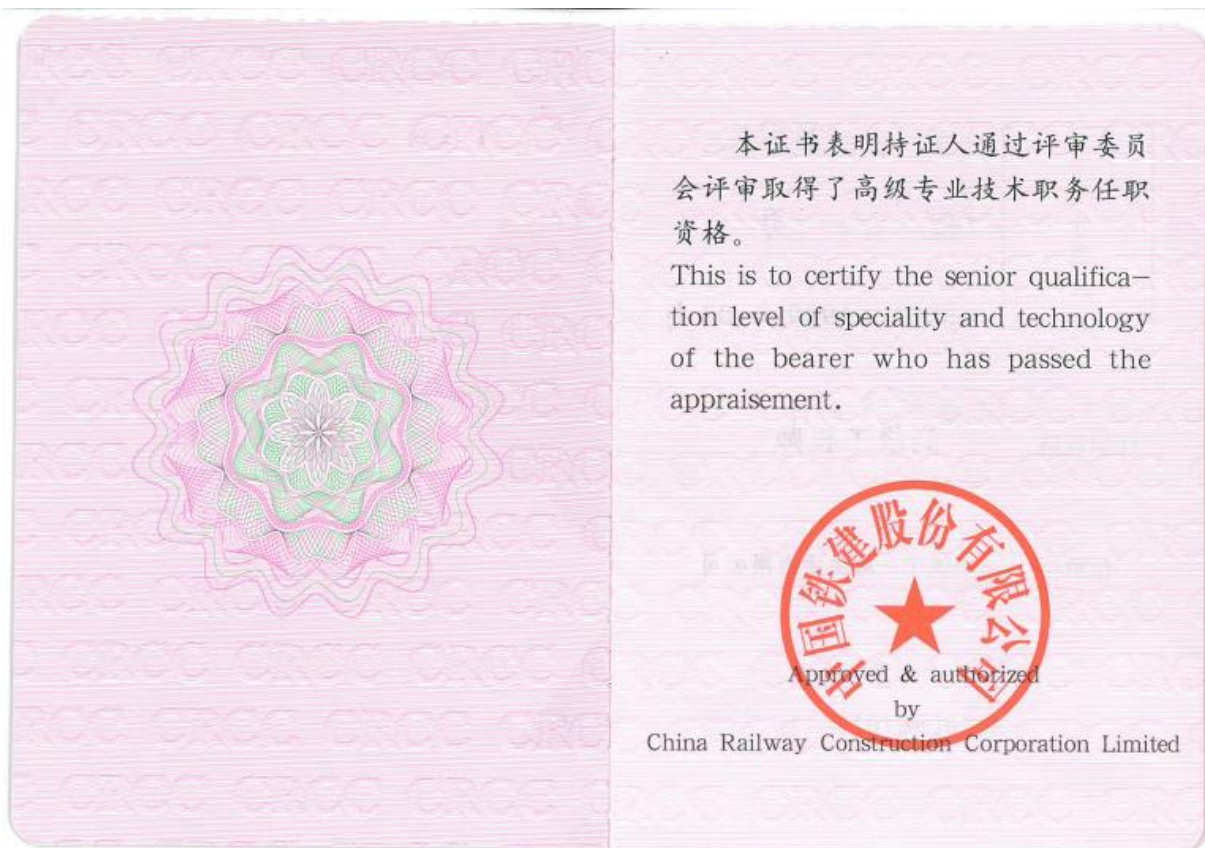 本证书表明持证人通过评审委员
会评审取得了高级专业技术职务任职
资格。
This is to certify the senior qualifica-
tion level of speciality and technology
of the bearer who has passed the
appraisement.
中国铁建股份有限公司
Approved & authorized
by
China Railway Construction Corporation Limited
CRCC CRCC CRCC